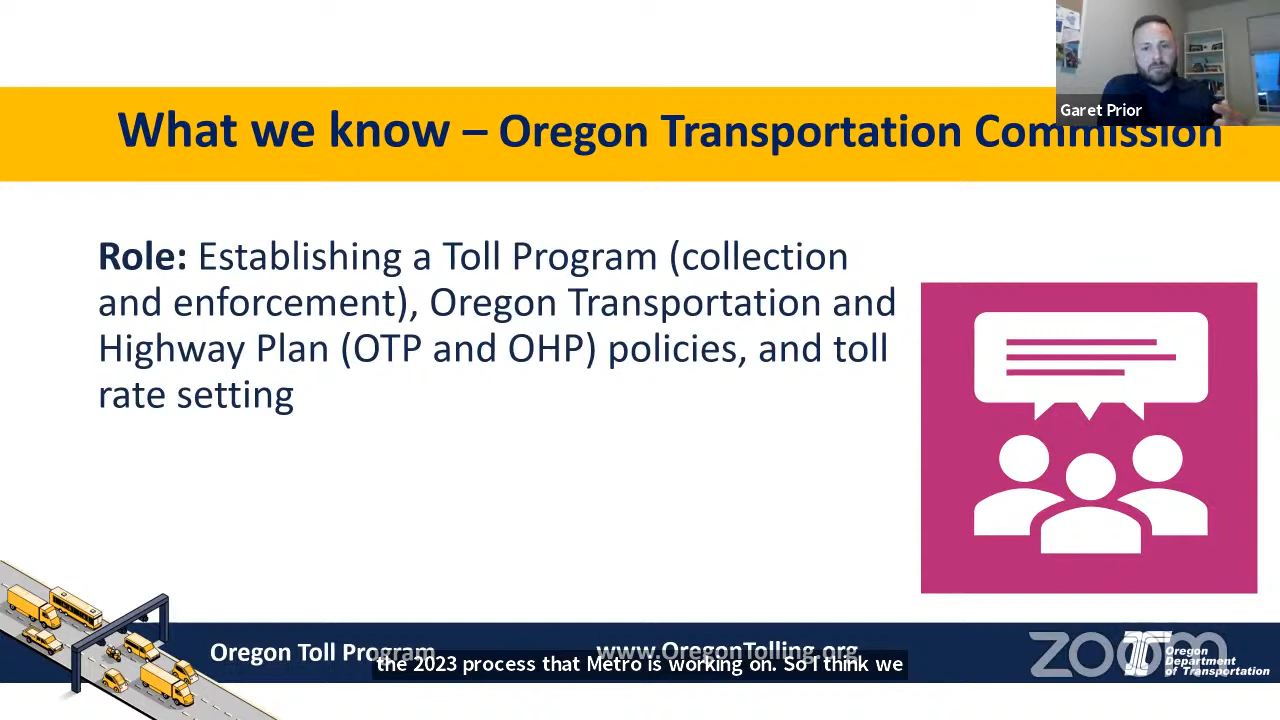 Garet Prior
What we know – Oregon Transportation Commission
Role: Establishing a Toll Program (collection
and enforcement), Oregon Transportation and
Highway Plan (OTP and OHP) policies, and toll
rate setting
Oregon Toll Program
www.OregonTolling.org
zoom
Oregon
Department
of Transportation
the 2023 process that Metro is working on. So I think we